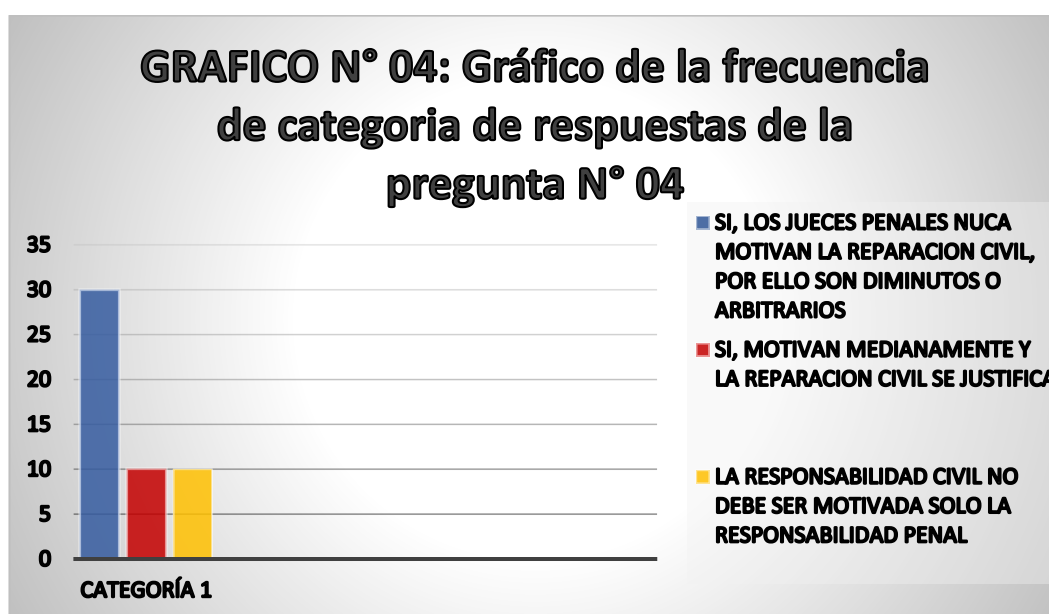 GRAFICO N° 04: Gráfico de la frecuencia
de categoria de respuestas de la
pregunta N° 04
35
30
25
20
15
10
5
0
CATEGORÍA 1
SI, LOS JUECES PENALES NUCA
MOTIVAN LA REPARACION CIVIL,
POR ELLO SON DIMINUTOS O
ARBITRARIOS
SI, MOTIVAN MEDIANAMENTE Y
LA REPARACION CIVIL SE JUSTIFICA
LA RESPONSABILIDAD CIVIL NO
DEBE SER MOTIVADA SOLO LA
RESPONSABILIDAD PENAL